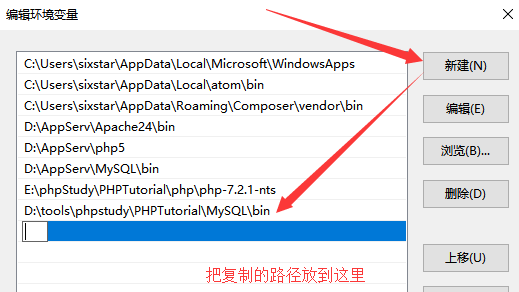 编辑环境变量
C:\Users\sixstar\AppData\Local\Microsoft\WindowsApps
C:\Users\sixstar\AppData\Local\atom\bin
C:\Users\sixstar\AppData\Roaming\Composer\vendor\bin
D:\AppServ\Apache24\bin
D:\AppServ\php5
D:\AppServ\MySQL\bin
E:\phpStudy\PHPTutorial\php\php-7.2.1-nts
D:\tools\phpstudy\PHPTutorial\MySQL\bin
把复制的路径放到这里
新建(N)
编辑(E)
浏览(B)...
删除(D)
上移(U)